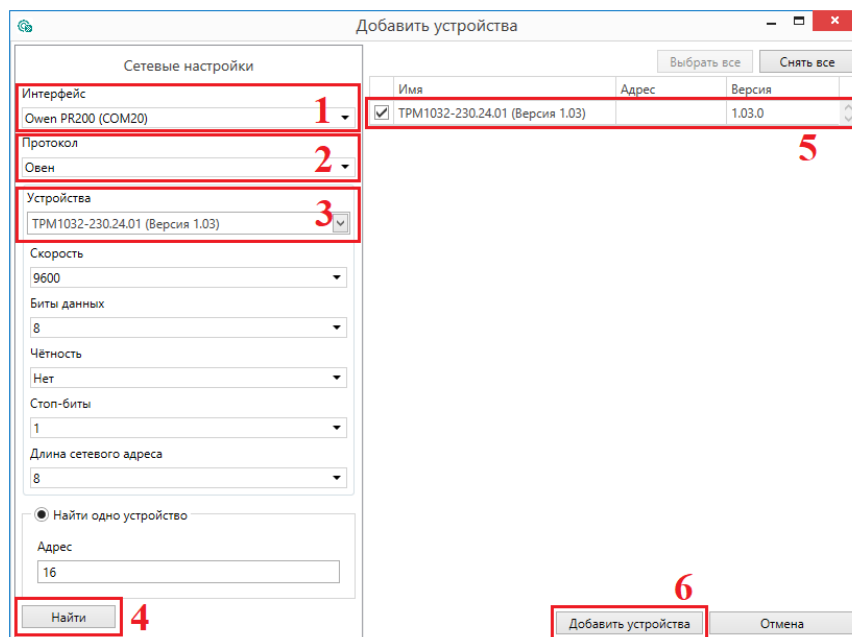 Добавить устройства
Сетевые настройки
Интерфейс
Owen PR200 (COM20)
1
Протокол
Овен
2
Устройства
ТРМ1032-230.24.01 (Версия 1.03)
3
Скорость
9600
Биты данных
8
Чётность
Нет
Стоп-биты
1
Длина сетевого адреса
8
Найти одно устройство
Адрес
16
Найти
4
Выбрать все Снять все
Имя Адрес Версия
ТРМ1032-230.24.01 (Версия 1.03) 1.03.0
5
6
Добавить устройства Отмена